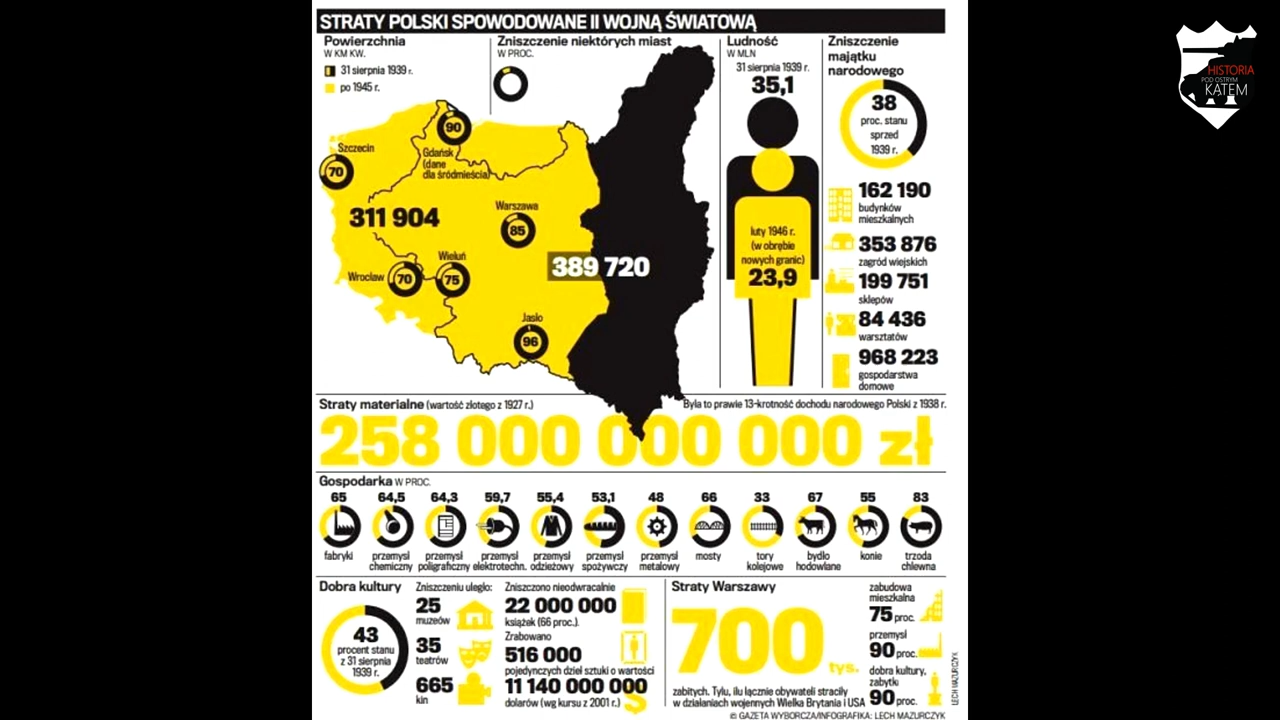 STRATY POLSKI SPOWODOWANE II WOJNĄ ŚWIATOWĄ
Powierzchnia
W KM KW.
31 sierpnia 1939 r.
po 1945 r.
Zniszczenie niektórych miast
W PROC.
Szczecin
70
90
Gdańsk
(dane
dla śródmieścia)
311 904
Warszawa
85
389 720
Wrocław
70
Wieluń
75
Jasło
96
Ludność
W MLN
31 sierpnia 1939 r.
35,1
luty 1946 r.
(w obrębie
nowych granic)
23,9
Zniszczenie
majątku
narodowego
38
proc. stanu
sprzed
1939 r.
162 190
budynków
mieszkalnych
353 876
zagród wiejskich
199 751
sklepów
84 436
warsztatów
968 223
gospodarstwa
domowe
Straty materialne (wartość złotego z 1927 r.)
Była to prawie 13-krotność dochodu narodowego Polski z 1938 r.
258 000 000 000 zł
Gospodarka W PROC.
65
fabryki
64,5
przemysł
chemiczny
64,3
przemysł
poligraficzny
59,7
przemysł
elektrotechn.
55,4
przemysł
odzieżowy
53,1
przemysł
spożywczy
48
przemysł
metalowy
66
mosty
33
tory
kolejowe
67
bydło
hodowlane
55
konie
83
trzoda
chlewna
Dobra kultury
43
procent stanu
z 31 sierpnia
1939 r.
Zniszczeniu uległo:
25
muzeów
35
teatrów
665
kin
Zniszczono nieodwracalnie
22 000 000
książek (66 proc.).
Zrabowano
516 000
pojedynczych dzieł sztuki o wartości
11 140 000 000
dolarów (wg kursu z 2001 r.)
Straty Warszawy
700 tys.
zabitych. Tylu, ilu łącznie obywateli straciły
w działaniach wojennych Wielka Brytania i USA
zabudowa
mieszkalna
75 proc.
przemysł
90 proc.
dobra kultury,
zabytki
90 proc.
LECH MAZURCZYK
© GAZETA WYBORCZA/INFOGRAFIKA: LECH MAZURCZYK
HISTORIA
POD OSTRYM
KĄTEM